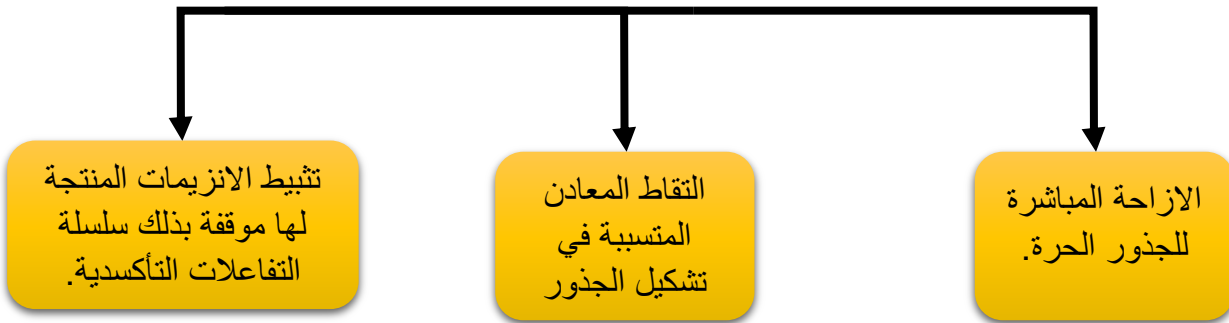 الازاحة المباشرة
للجذور الحرة.
التقاط المعادن
المتسببة في
تشكيل الجذور
تثبيط الانزيمات المنتجة
لها موقفة بذلك سلسلة
التفاعلات التأكسدية.